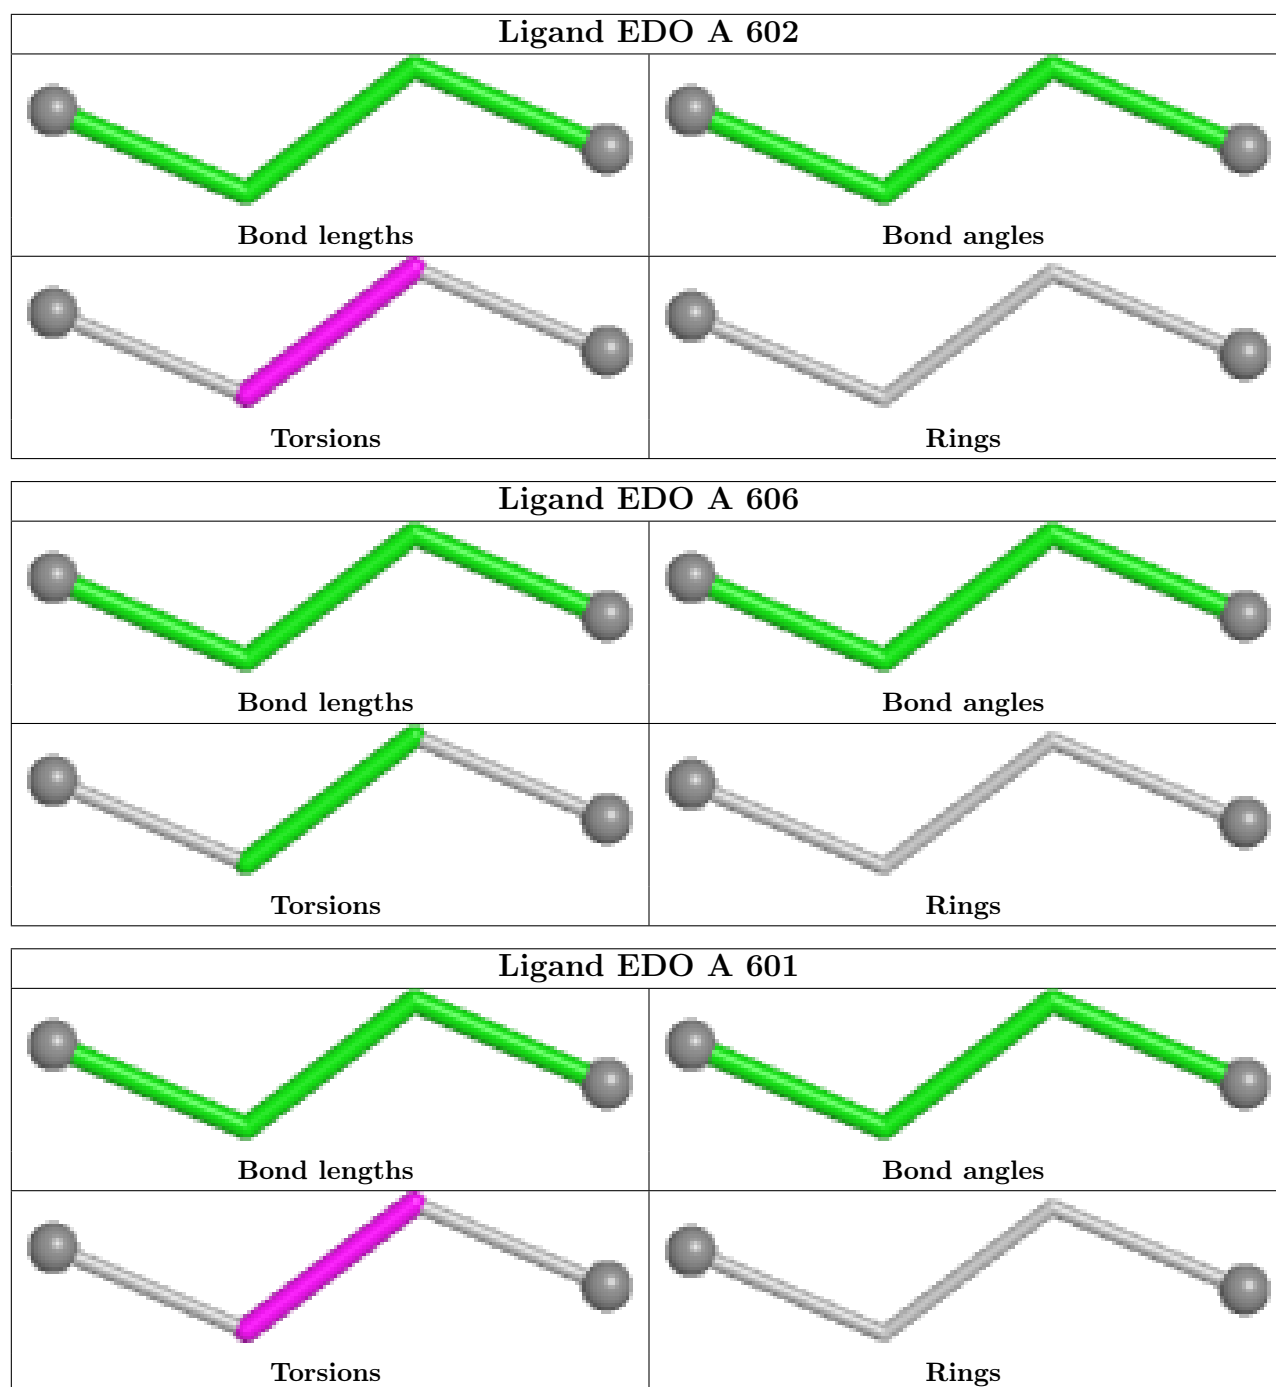 Ligand EDO A 602
Bond lengths
Bond angles
Torsions
Rings
Ligand EDO A 606
Bond lengths
Bond angles
Torsions
Rings
Ligand EDO A 601
Bond lengths
Bond angles
Torsions
Rings